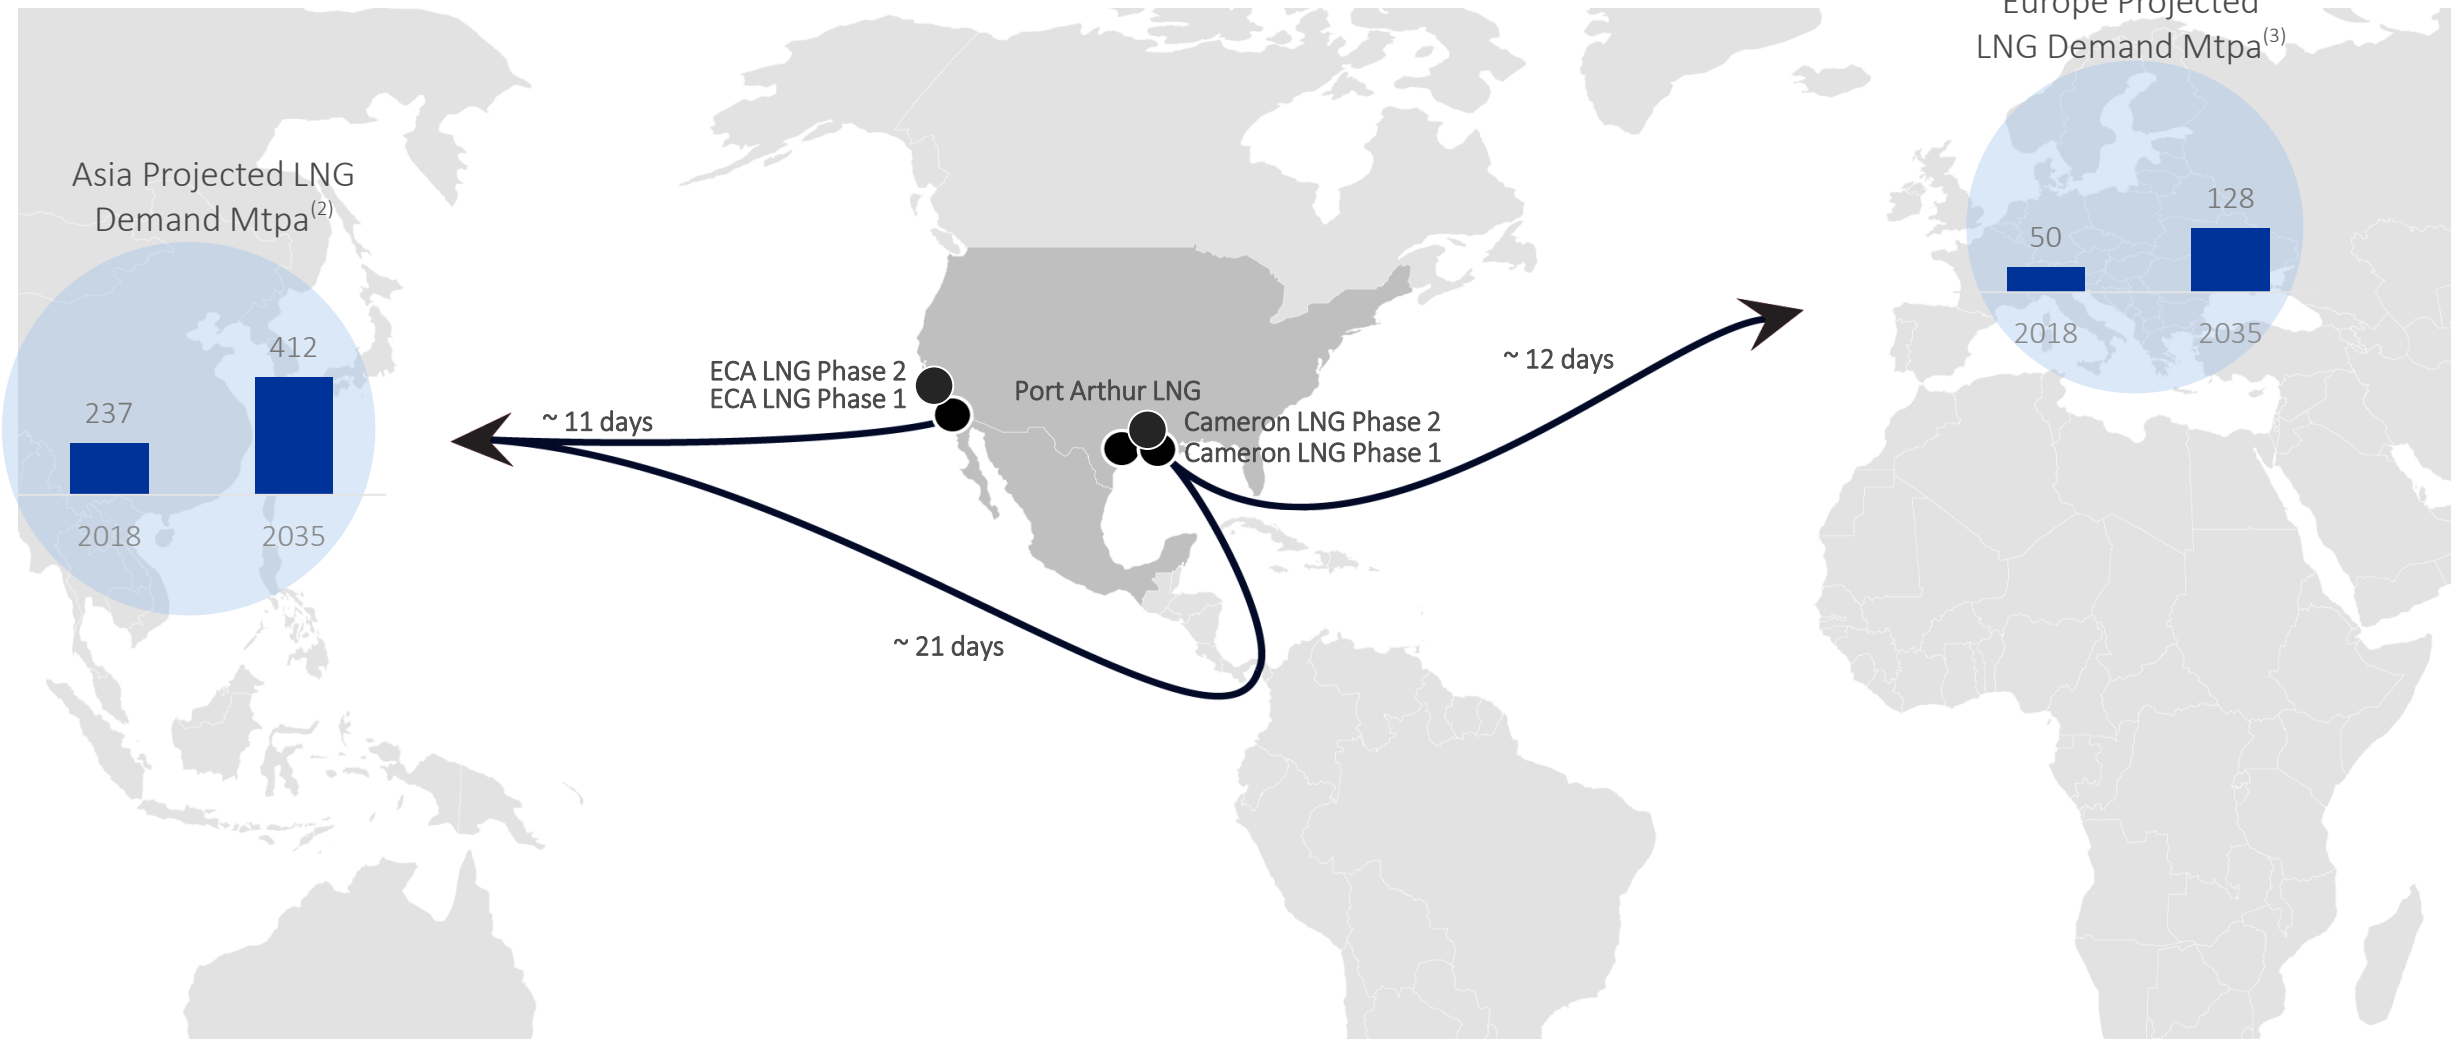 Europe Projected
LNG Demand Mtpa(3)
128
50
2018
2035
Asia Projected LNG
Demand Mtpa(2)
412
237
2018
2035
ECA LNG Phase 2
ECA LNG Phase 1
Port Arthur LNG
Cameron LNG Phase 2
Cameron LNG Phase 1
~ 11 days
~ 12 days
~ 21 days